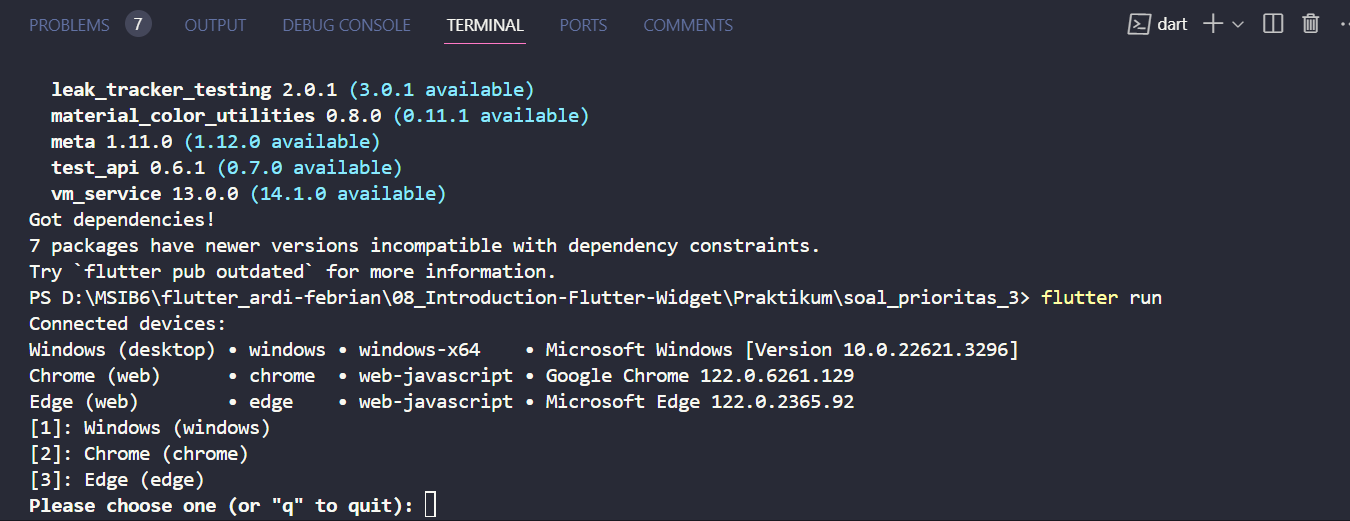 PROBLEMS 7 OUTPUT DEBUG CONSOLE TERMINAL PORTS COMMENTS dart
leak_tracker_testing 2.0.1 (3.0.1 available)
material_color_utilities 0.8.0 (0.11.1 available)
meta 1.11.0 (1.12.0 available)
test_api 0.6.1 (0.7.0 available)
vm_service 13.0.0 (14.1.0 available)
Got dependencies!
7 packages have newer versions incompatible with dependency constraints.
Try `flutter pub outdated` for more information.
PS D:\MSIB6\flutter_ardi-febrian\08_Introduction-Flutter-Widget\Praktikum\soal_prioritas_3> flutter run
Connected devices:
Windows (desktop) • windows • windows-x64    • Microsoft Windows [Version 10.0.22621.3296]
Chrome (web)      • chrome  • web-javascript • Google Chrome 122.0.6261.129
Edge (web)        • edge    • web-javascript • Microsoft Edge 122.0.2365.92
[1]: Windows (windows)
[2]: Chrome (chrome)
[3]: Edge (edge)
Please choose one (or "q" to quit):